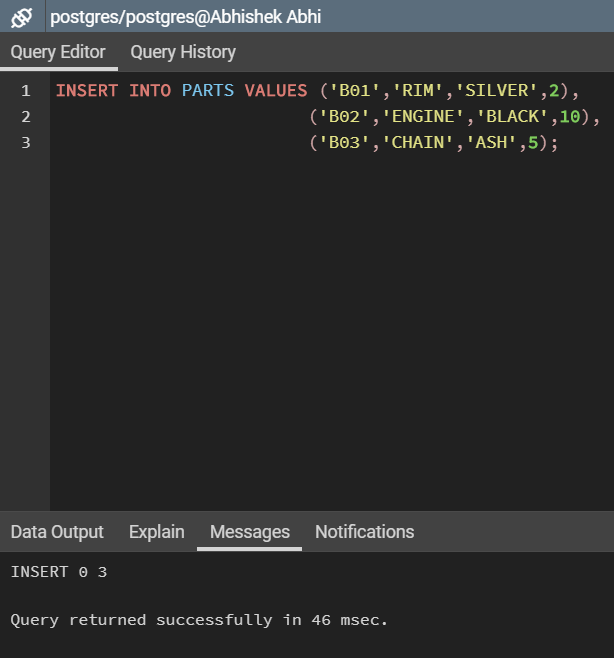 postgres/postgres@Abhishek Abhi
Query Editor Query History
1 INSERT INTO PARTS VALUES ('B01','RIM','SILVER',2),
2 ('B02','ENGINE','BLACK',10),
3 ('B03','CHAIN','ASH',5);
Data Output Explain Messages Notifications
INSERT 0 3
Query returned successfully in 46 msec.